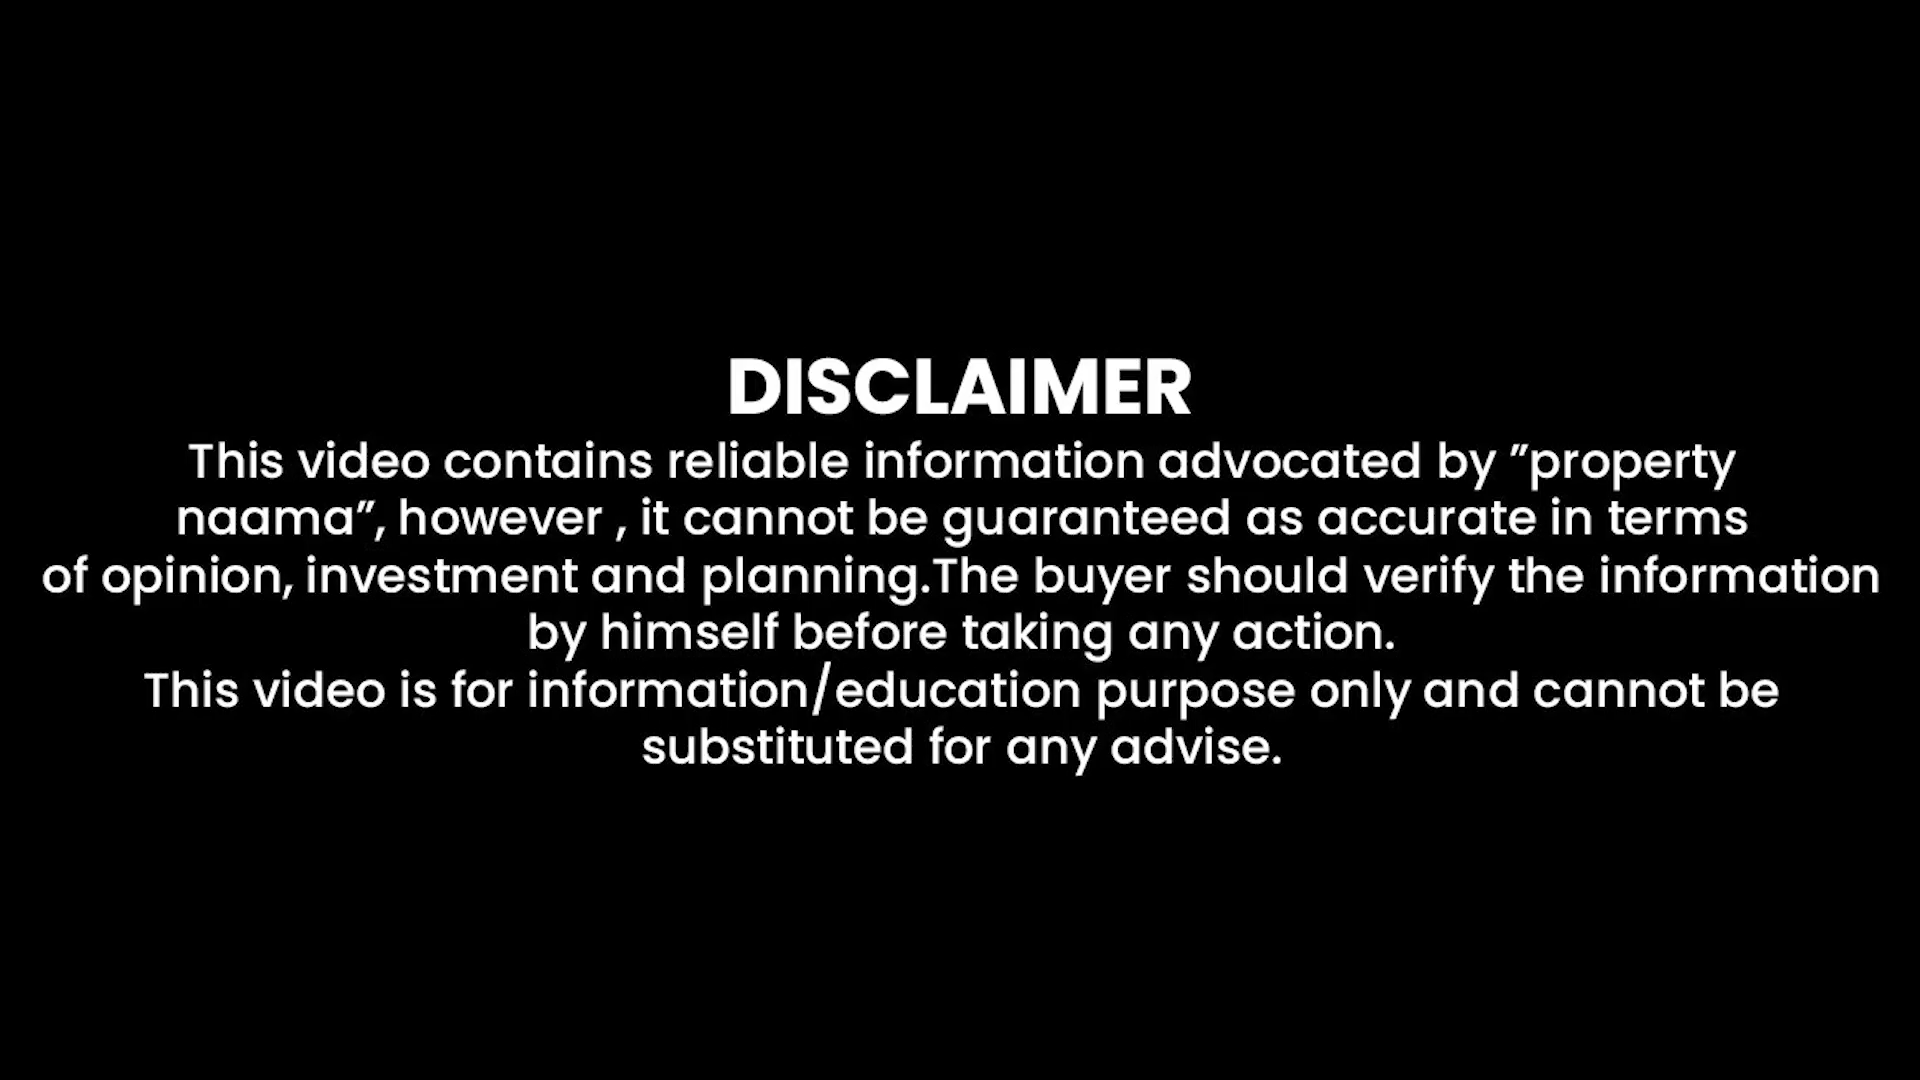 DISCLAIMER
This video contains reliable information advocated by ”property
naama”, however , it cannot be guaranteed as accurate in terms
of opinion, investment and planning.The buyer should verify the information
by himself before taking any action.
This video is for information/education purpose only and cannot be
substituted for any advise.